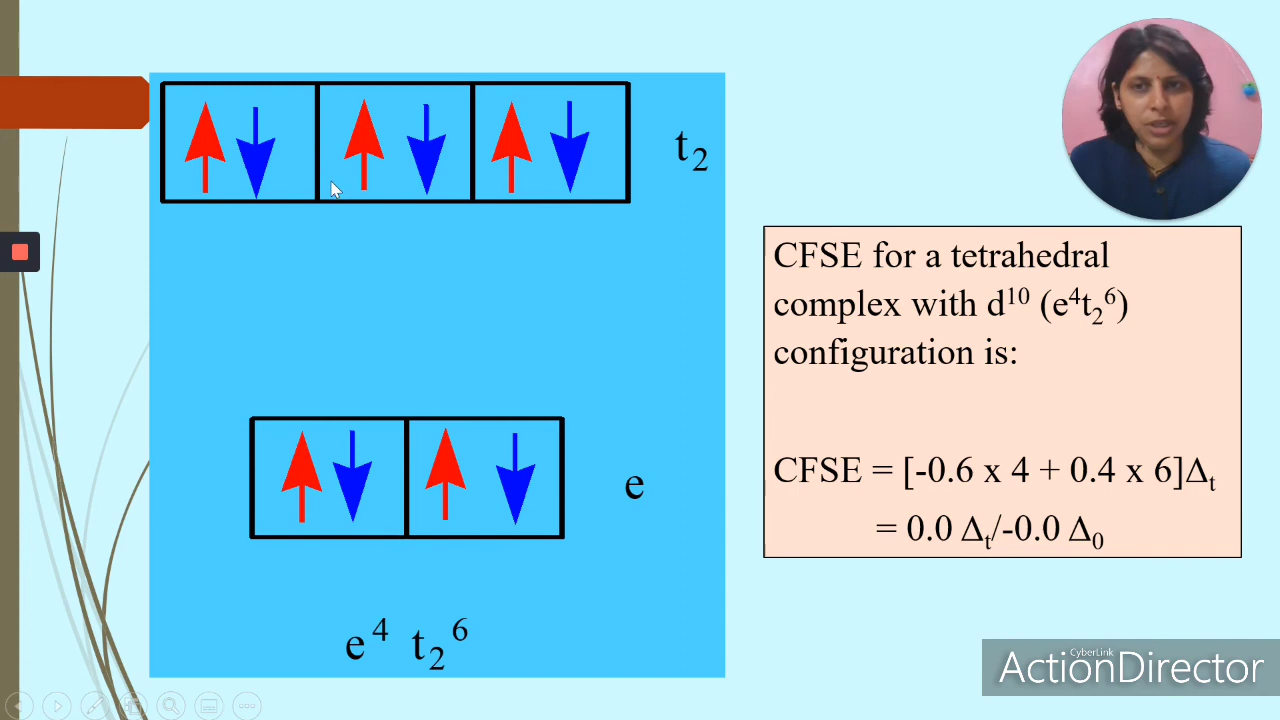 t₂
e
e⁴ t₂⁶
CFSE for a tetrahedral
complex with d¹⁰ (e⁴t₂⁶)
configuration is:
CFSE = [-0.6 x 4 + 0.4 x 6]Δₜ
= 0.0 Δₜ/-0.0 Δ₀
CyberLink
ActionDirector